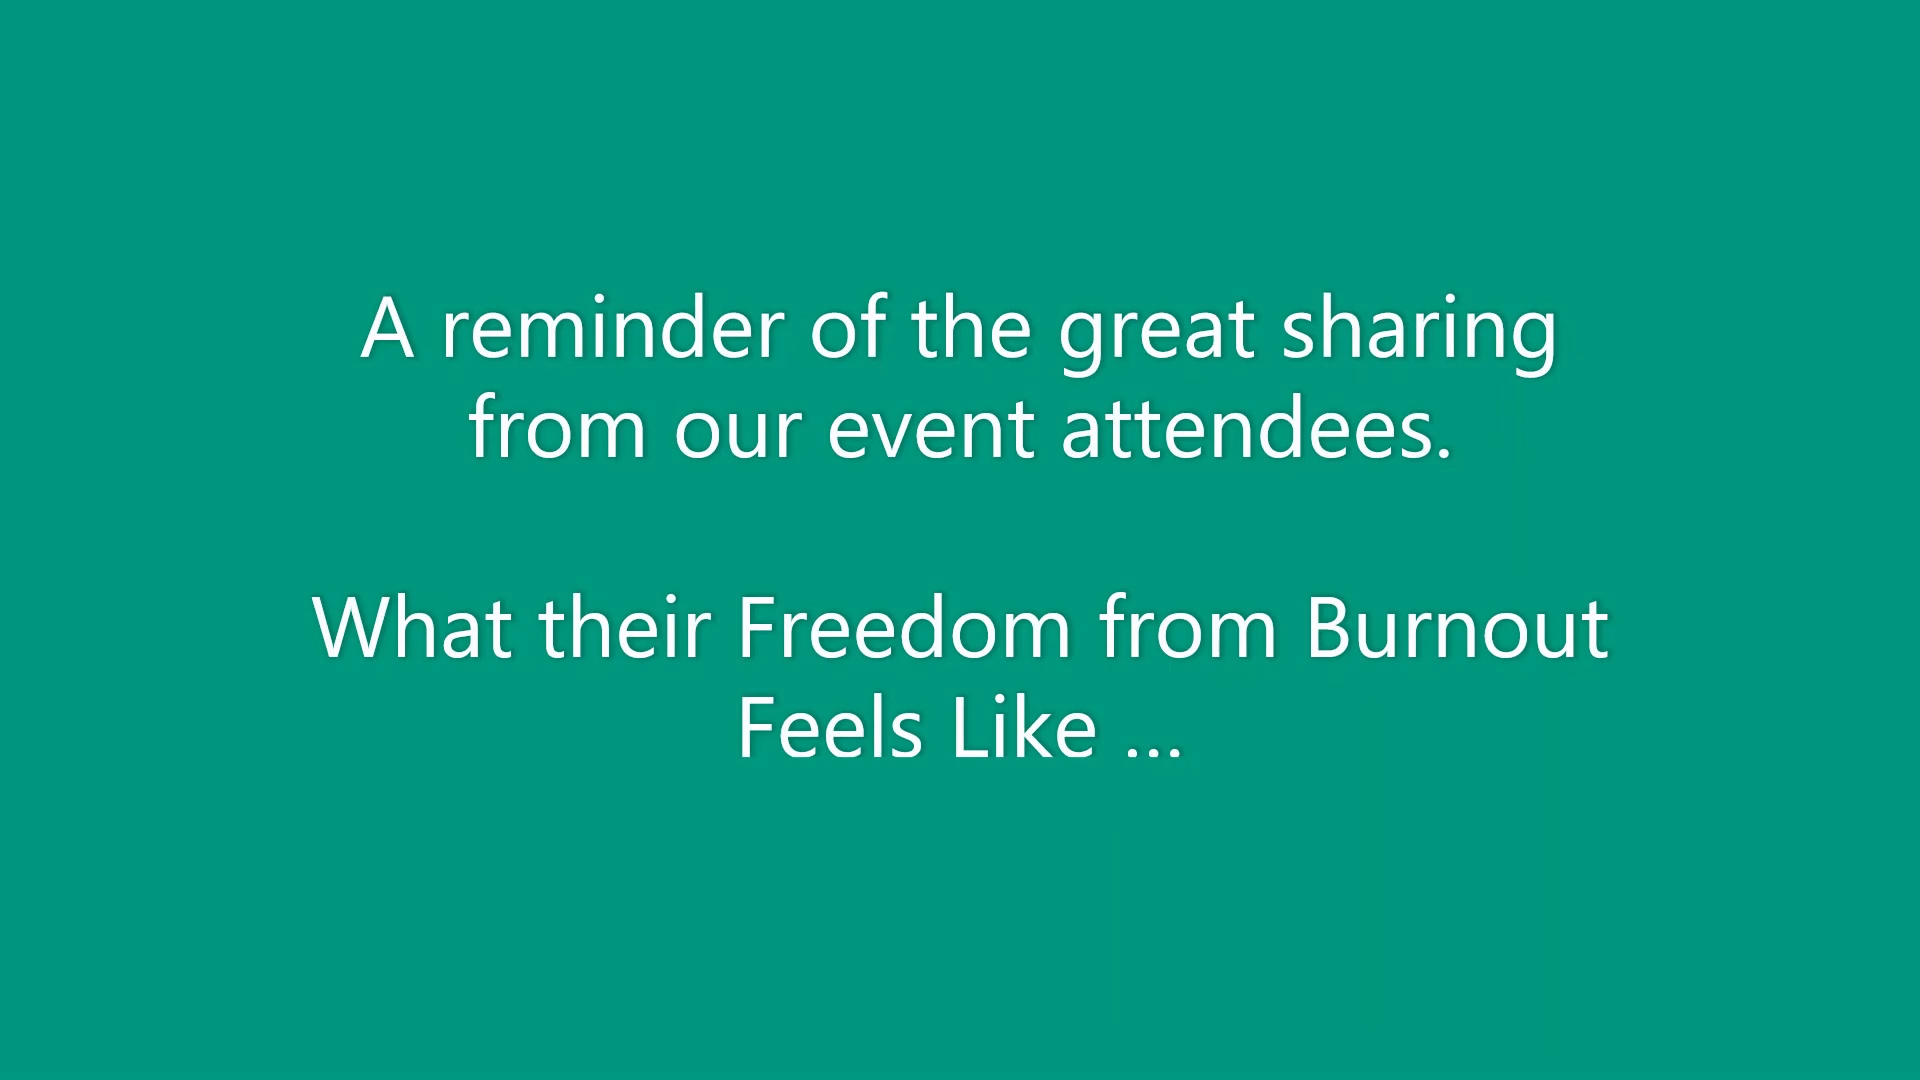 A reminder of the great sharing
from our event attendees.
What their Freedom from Burnout
Feels Like ...